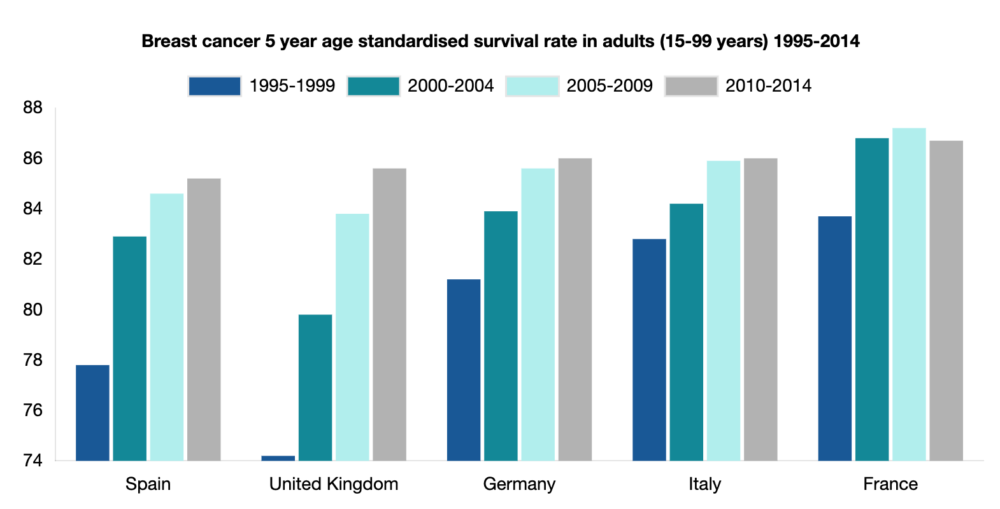 Breast cancer 5 year age standardised survival rate in adults (15-99 years) 1995-2014
1995-1999 2000-2004 2005-2009 2010-2014
88
86
84
82
80
78
76
74
Spain United Kingdom Germany Italy France